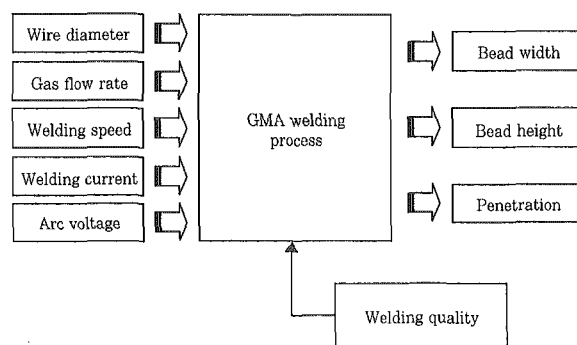 Wire diameter
Gas flow rate
Welding speed
Welding current
Arc voltage
GMA welding
process
Bead width
Bead height
Penetration
Welding quality